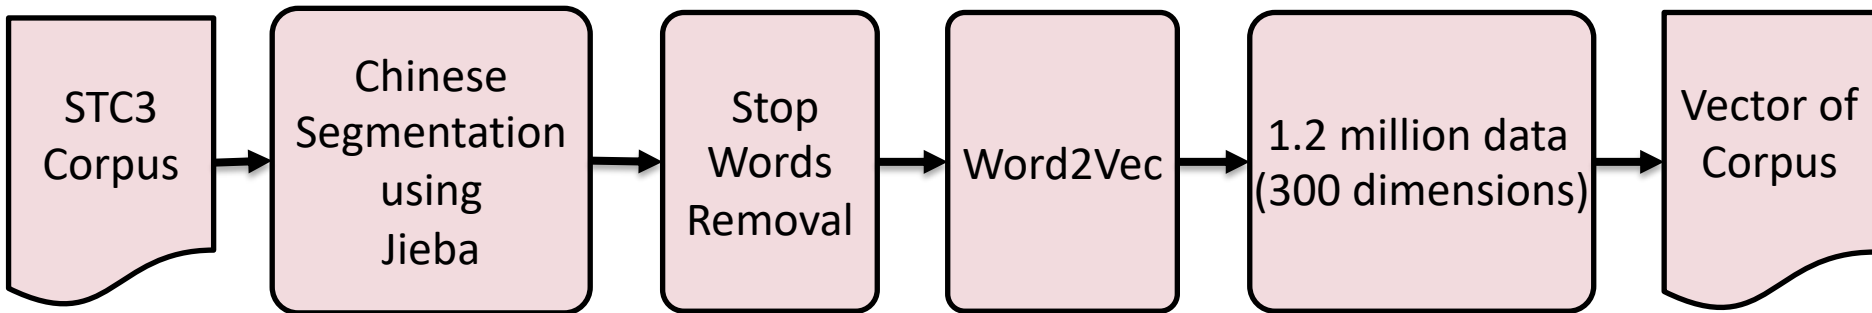 STC3
Corpus
Chinese
Segmentation
using
Jieba
Stop
Words
Removal
Word2Vec
1.2 million data
(300 dimensions)
Vector of
Corpus